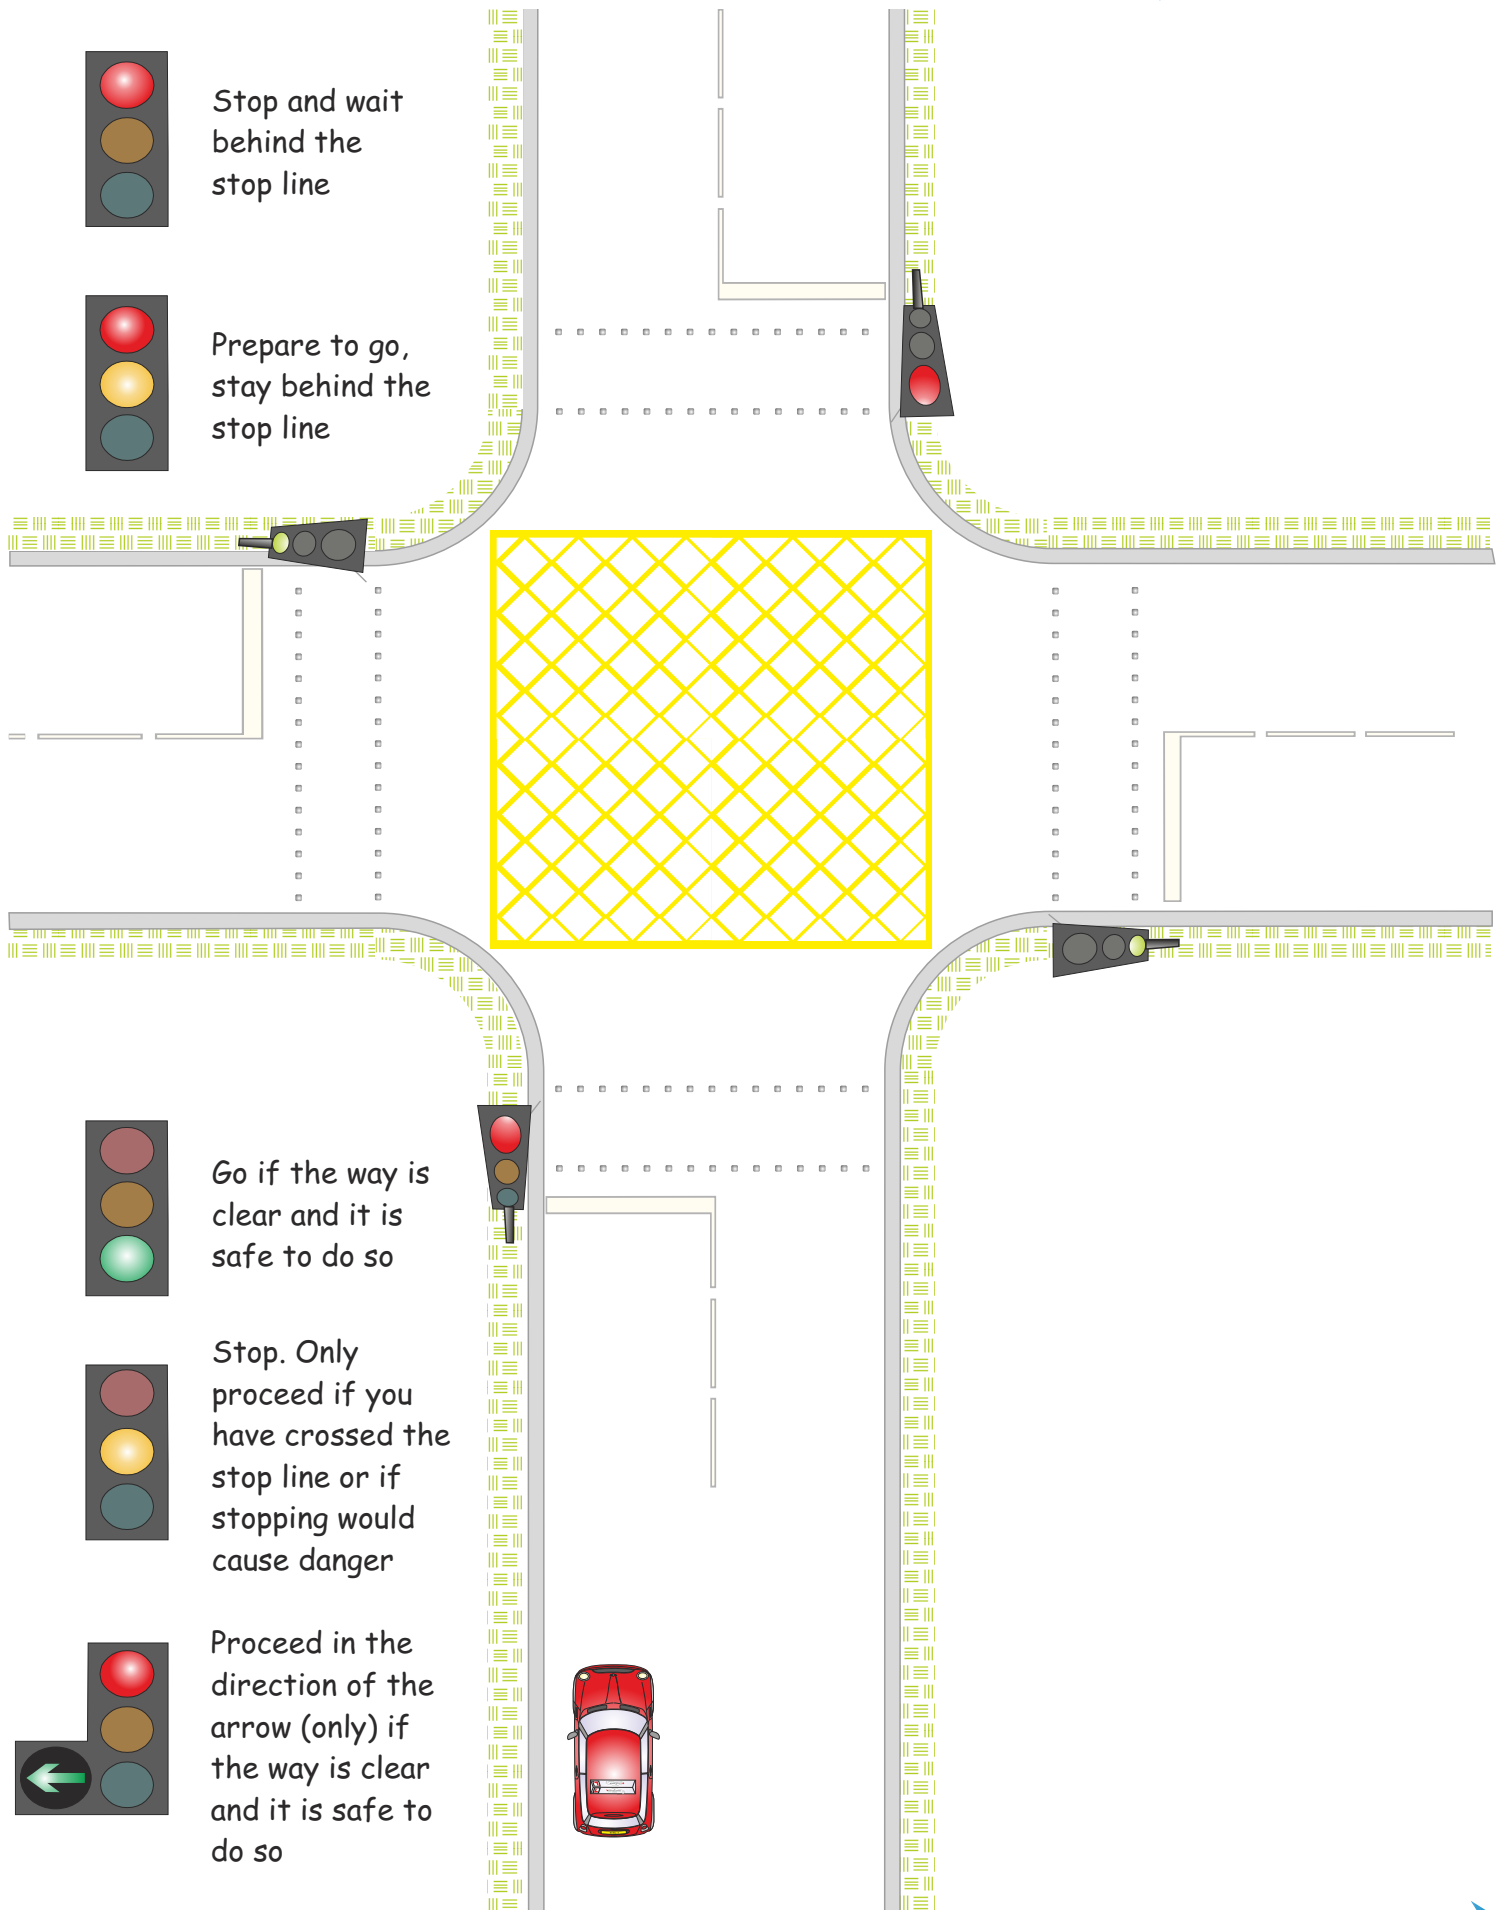 Stop and wait
behind the
stop line
Prepare to go,
stay behind the
stop line
Go if the way is
clear and it is
safe to do so
Stop. Only
proceed if you
have crossed the
stop line or if
stopping would
cause danger
Proceed in the
direction of the
arrow (only) if
the way is clear
and it is safe to
do so